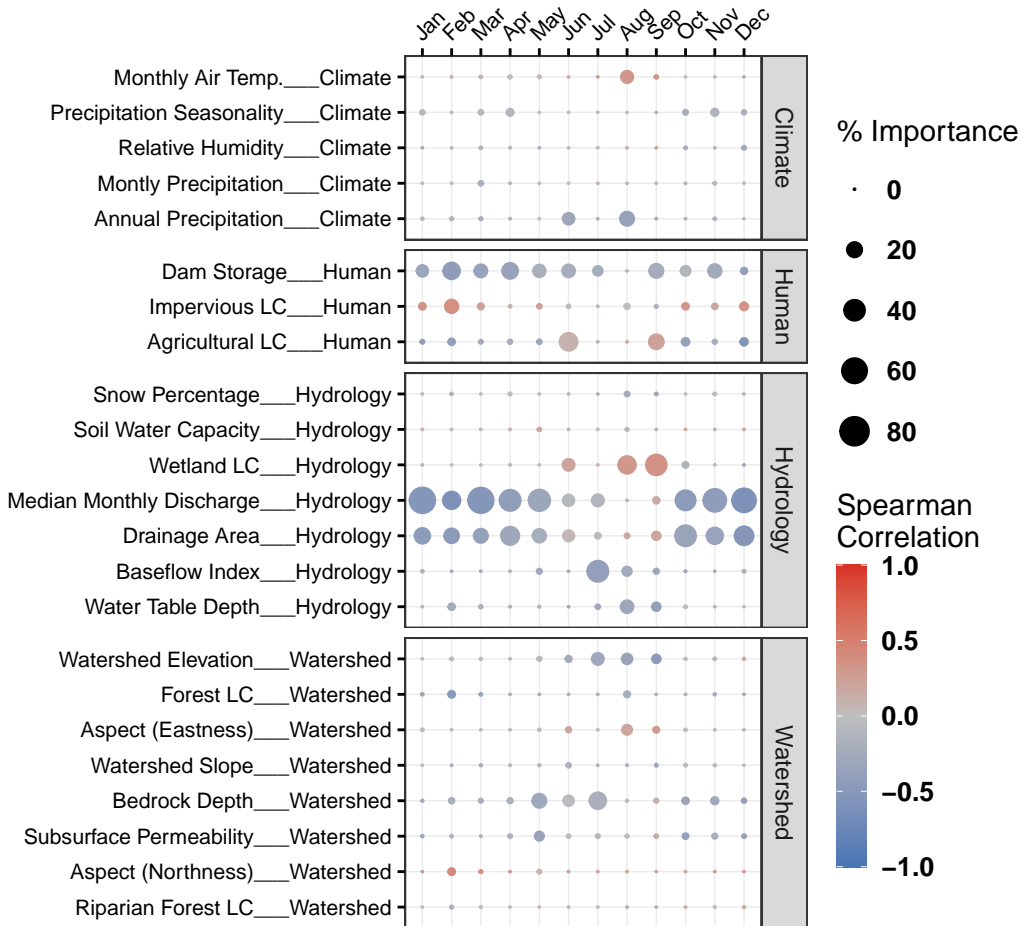 Jan Feb Mar Apr May Jun Jul Aug Sep Oct Nov Dec
Monthly Air Temp.___Climate
Precipitation Seasonality___Climate
Relative Humidity___Climate
Montly Precipitation___Climate
Annual Precipitation___Climate
Climate
Dam Storage___Human
Impervious LC___Human
Agricultural LC___Human
Human
Snow Percentage___Hydrology
Soil Water Capacity___Hydrology
Wetland LC___Hydrology
Median Monthly Discharge___Hydrology
Drainage Area___Hydrology
Baseflow Index___Hydrology
Water Table Depth___Hydrology
Hydrology
Watershed Elevation___Watershed
Forest LC___Watershed
Aspect (Eastness)___Watershed
Watershed Slope___Watershed
Bedrock Depth___Watershed
Subsurface Permeability___Watershed
Aspect (Northness)___Watershed
Riparian Forest LC___Watershed
Watershed
% Importance
0
20
40
60
80
Spearman
Correlation
1.0
0.5
0.0
−0.5
−1.0